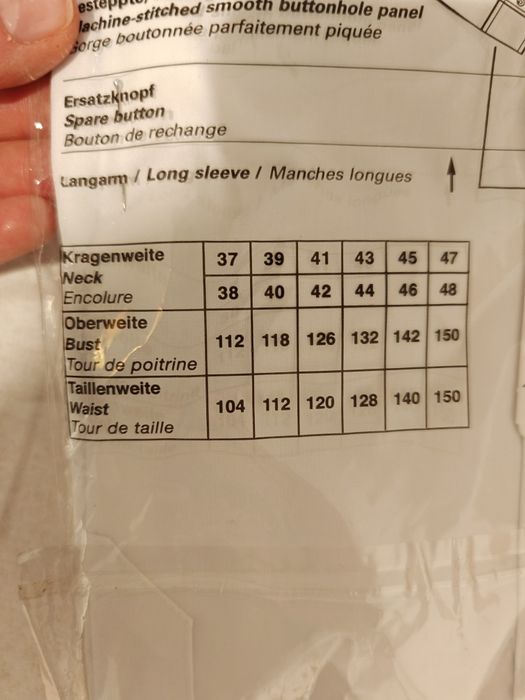 Machine-stitched smooth buttonhole panel
Gorge boutonnée parfaitement piquée
Ersatzknopf
Spare button
Bouton de rechange
Langarm / Long sleeve / Manches longues
Kragenweite 37 39 41 43 45 47
Neck
Encolure 38 40 42 44 46 48
Oberweite
Bust 112 118 126 132 142 150
Tour de poitrine
Taillenweite
Waist 104 112 120 128 140 150
Tour de taille